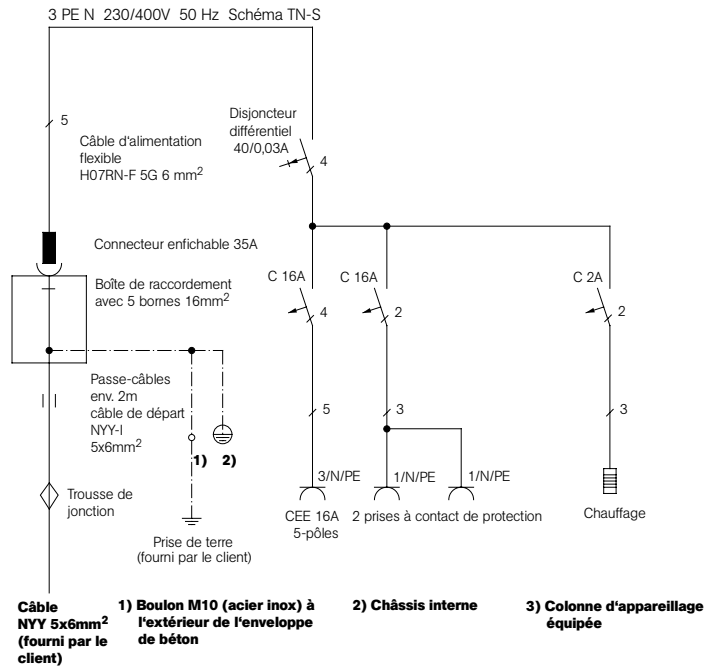 3 PE N 230/400V 50 Hz Schéma TN-S
5
Câble d'alimentation
flexible
H07RN-F 5G 6 mm²
Disjoncteur
différentiel
40/0,03A
4
Connecteur enfichable 35A
Boîte de raccordement
avec 5 bornes 16mm²
C 16A
4
C 16A
2
C 2A
2
Passe-câbles
env. 2m
câble de départ
NYY-I
5x6mm²
1)
2)
5
3
3
3/N/PE
1/N/PE
1/N/PE
Trousse de
jonction
Prise de terre
(fourni par le client)
CEE 16A
5-pôles
2 prises à contact de protection
Chauffage
Câble
NYY 5x6mm²
(fourni par le
client)
1) Boulon M10 (acier inox) à
l'extérieur de l'enveloppe
de béton
2) Châssis interne
3) Colonne d'appareillage
équipée